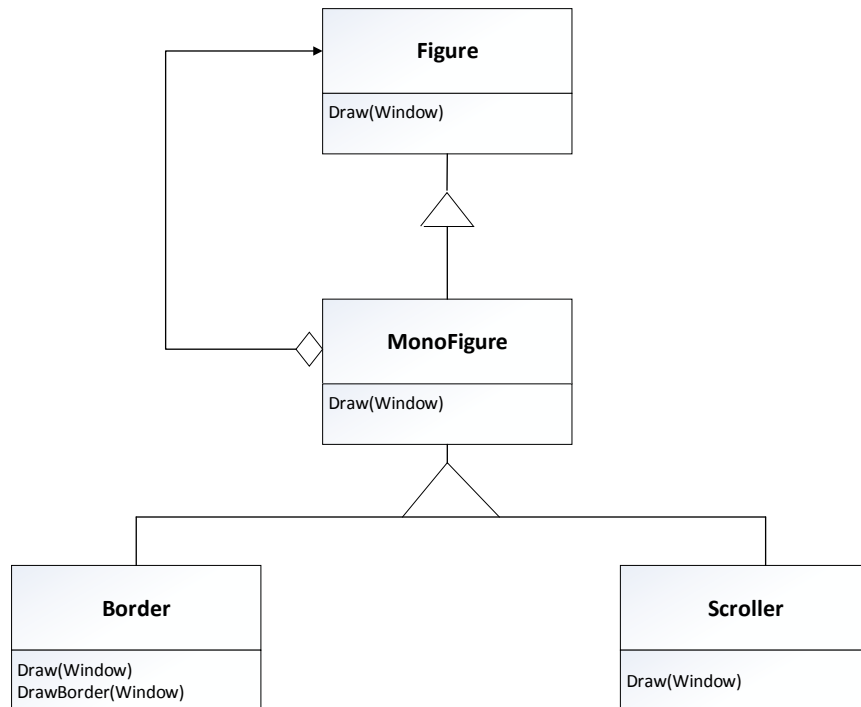 Figure
Draw(Window)
MonoFigure
Draw(Window)
Border
Draw(Window)
DrawBorder(Window)
Scroller
Draw(Window)